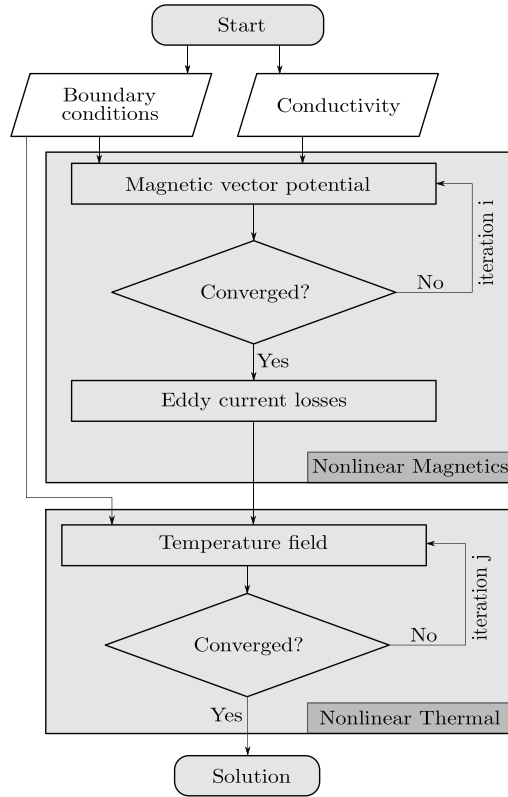 Start
Boundary
conditions
Conductivity
Magnetic vector potential
iteration i
Converged?
No
Yes
Eddy current losses
Nonlinear Magnetics
Temperature field
iteration j
Converged?
No
Yes
Nonlinear Thermal
Solution